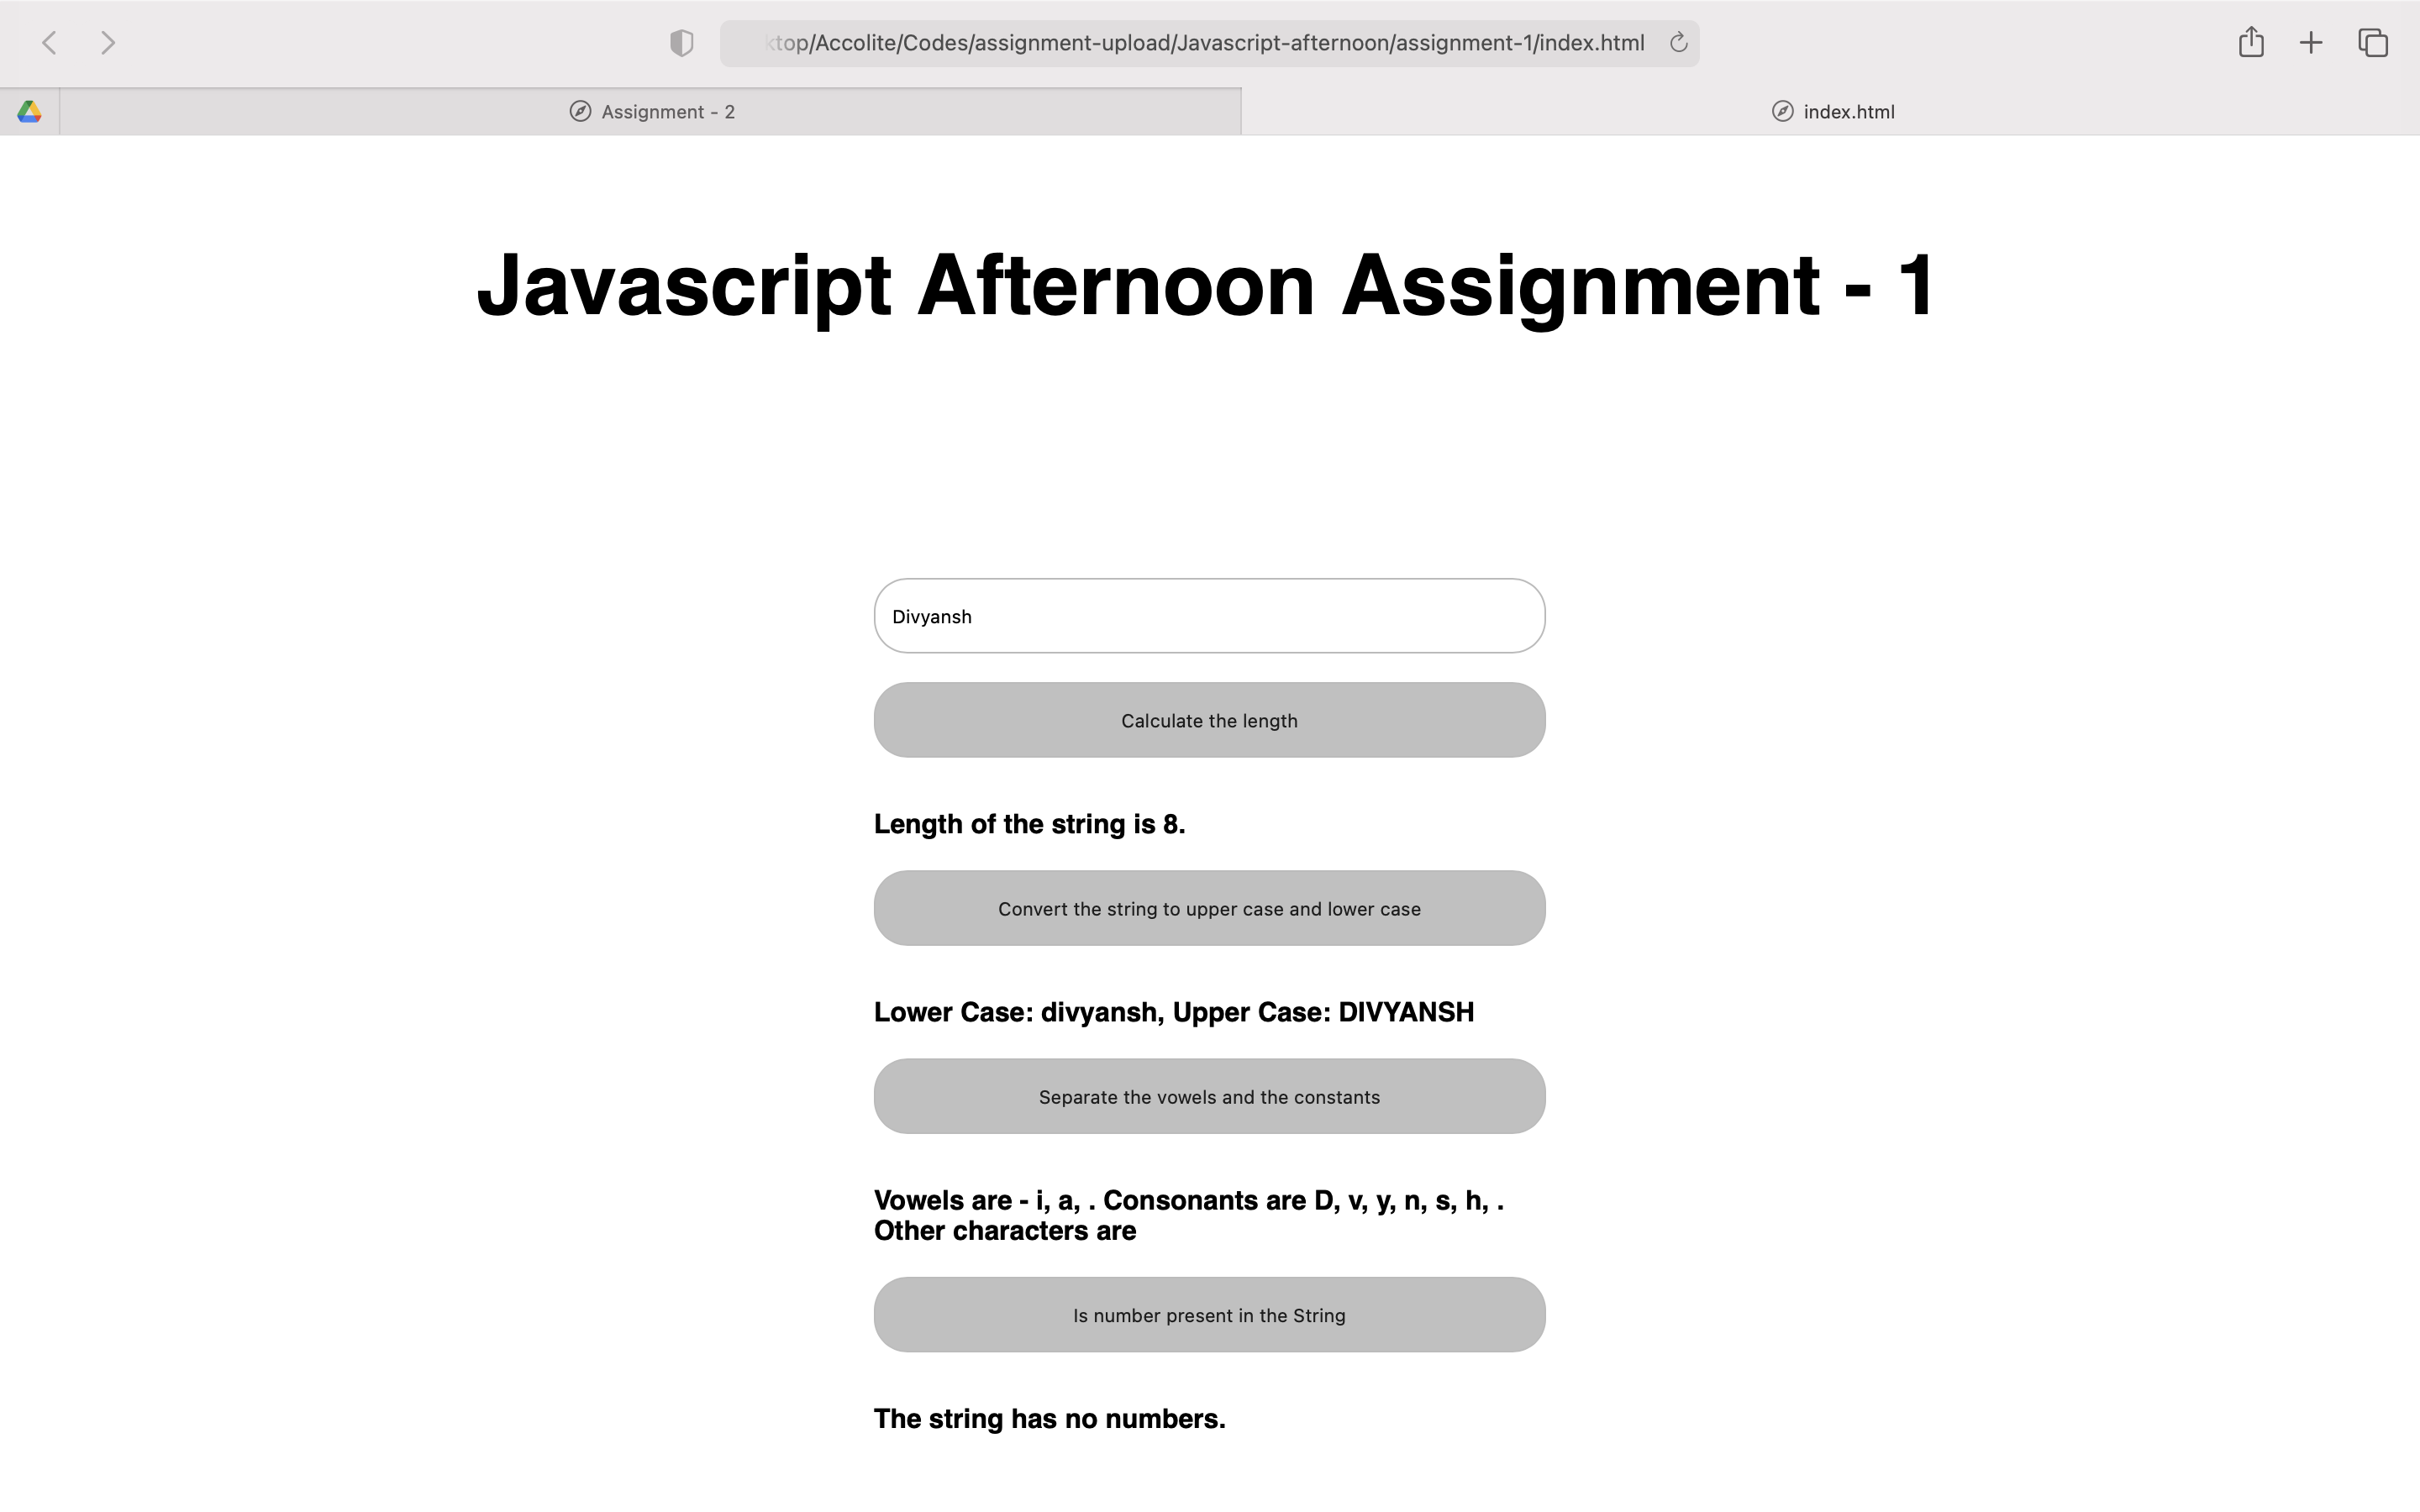 ktop/Accolite/Codes/assignment-upload/Javascript-afternoon/assignment-1/index.html
Assignment - 2
index.html
Javascript Afternoon Assignment - 1
Divyansh
Calculate the length
Length of the string is 8.
Convert the string to upper case and lower case
Lower Case: divyansh, Upper Case: DIVYANSH
Separate the vowels and the constants
Vowels are - i, a, . Consonants are D, v, y, n, s, h, .
Other characters are
Is number present in the String
The string has no numbers.